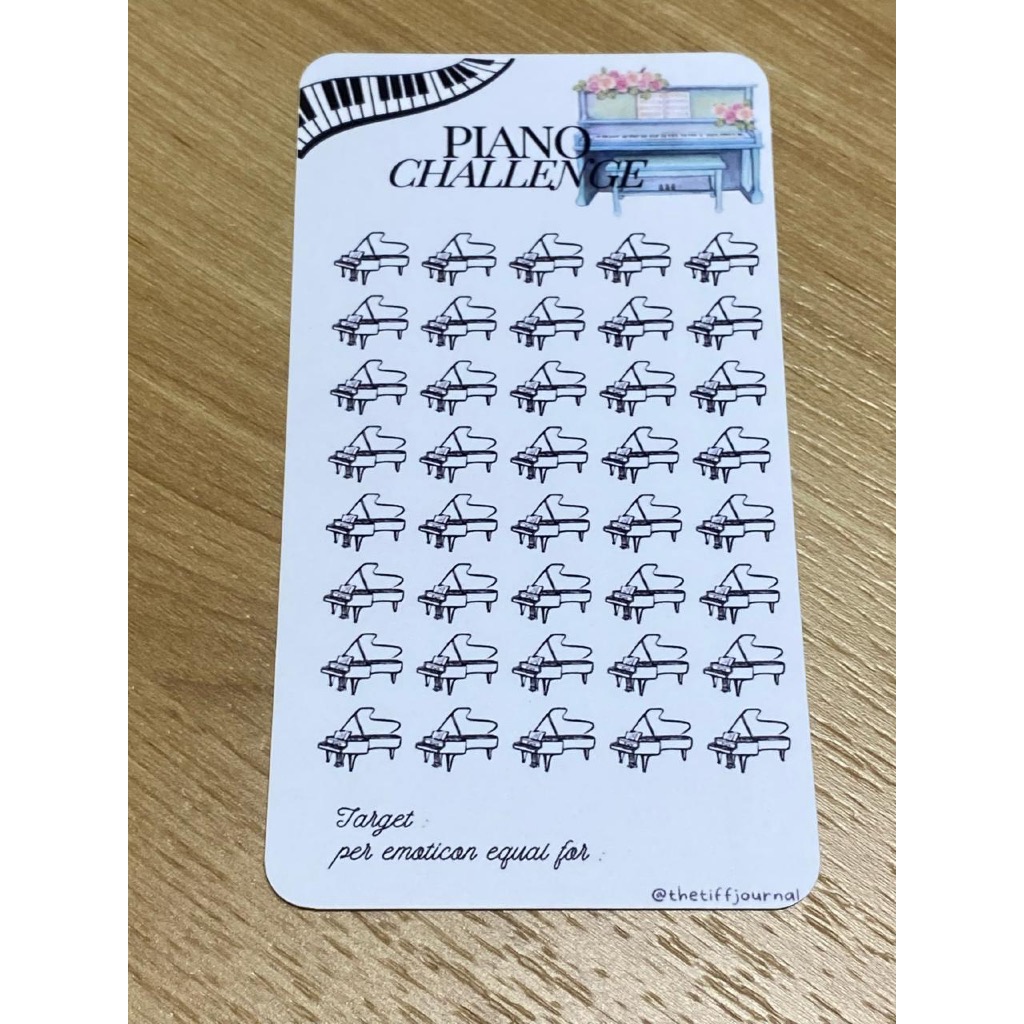 PIANO
CHALLENGE
Target :
per emoticon equal for :
@thetiffjournal